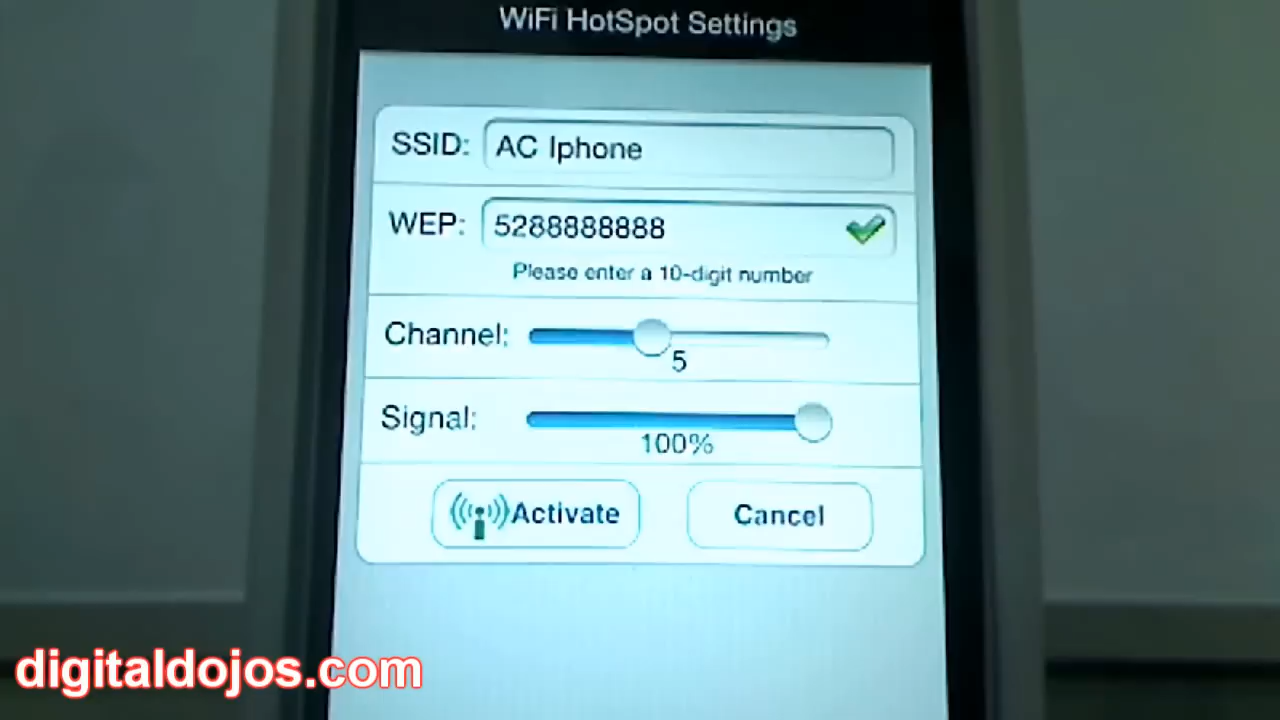 WiFi HotSpot Settings
SSID: AC Iphone
WEP: 5288888888
Please enter a 10-digit number
Channel:
5
Signal:
100%
Activate Cancel
digitaldojos.com